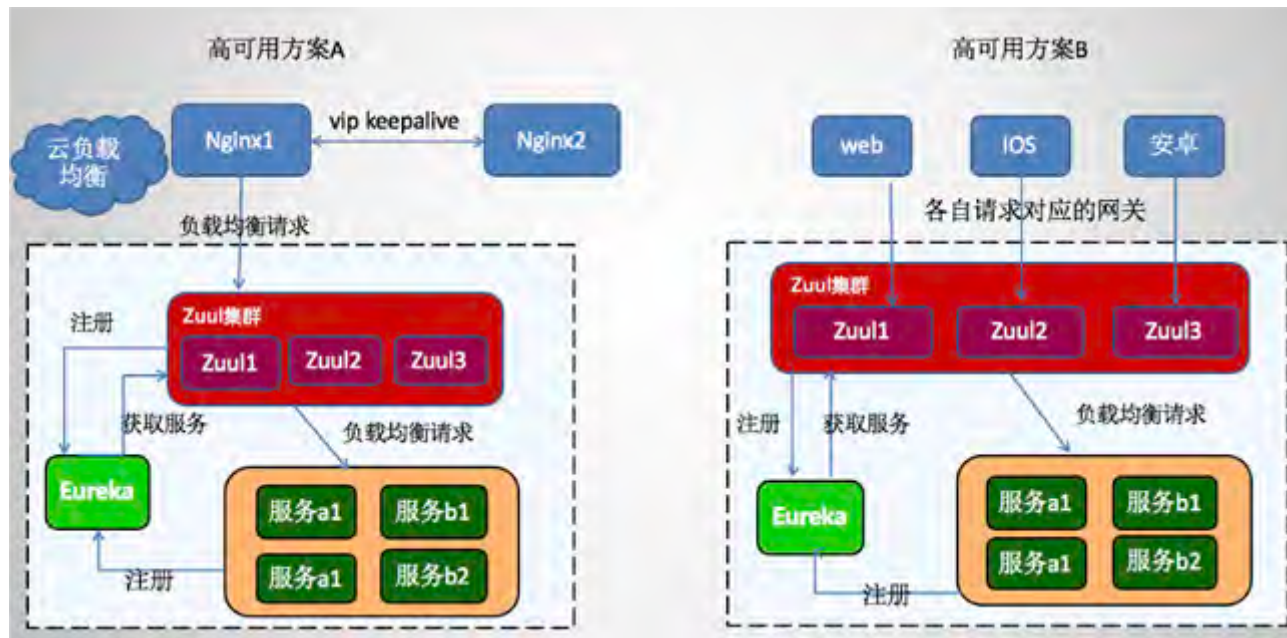 高可用方案A
云负载
均衡
Nginx1
vip keepalive
Nginx2
负载均衡请求
Zuul集群
Zuul1
Zuul2
Zuul3
注册
获取服务
负载均衡请求
Eureka
服务a1
服务b1
服务a1
服务b2
注册
高可用方案B
web
IOS
安卓
各自请求对应的网关
Zuul集群
Zuul1
Zuul2
Zuul3
注册
获取服务
负载均衡请求
Eureka
服务a1
服务b1
服务a1
服务b2
注册